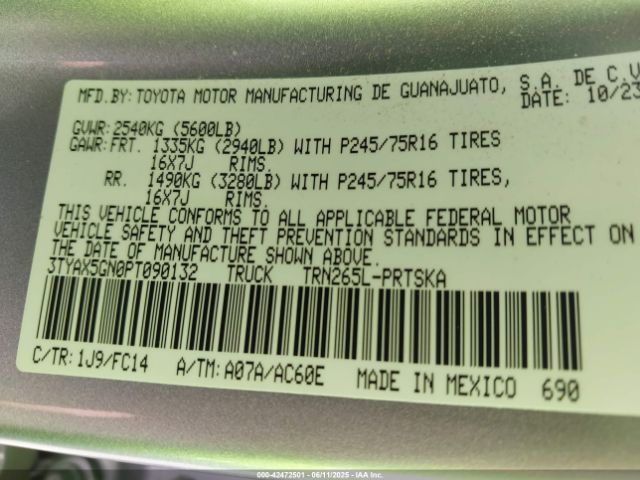 MFD.BY: TOYOTA MOTOR MANUFACTURING DE GUANAJUATO, S.A. DE C.V
DATE: 10/23
GVWR: 2540KG (5600LB)
GAWR: FRT. 1335KG (2940LB) WITH P245/75R16 TIRES
16X7J RIMS.
RR. 1490KG (3280LB) WITH P245/75R16 TIRES,
16X7J RIMS.
THIS VEHICLE CONFORMS TO ALL APPLICABLE FEDERAL MOTOR
VEHICLE SAFETY AND THEFT PREVENTION STANDARDS IN EFFECT ON
THE DATE OF MANUFACTURE SHOWN ABOVE.
3TYAX5GN0PT090132 TRUCK TRN265L-PRTSKA
C/TR: 1J9/FC14 A/TM: A07A/AC60E MADE IN MEXICO 690
000-42472501 - 06/11/2025 - IAA